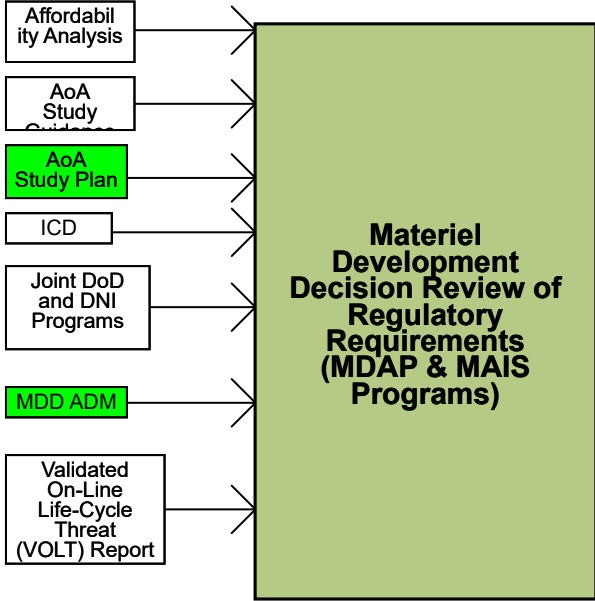 Affordabil
ity Analysis
AoA
Study
Guidance
AoA
Study Plan
ICD
Joint DoD
and DNI
Programs
MDD ADM
Validated
On-Line
Life-Cycle
Threat
(VOLT) Report
Materiel
Development
Decision Review of
Regulatory
Requirements
(MDAP & MAIS
Programs)